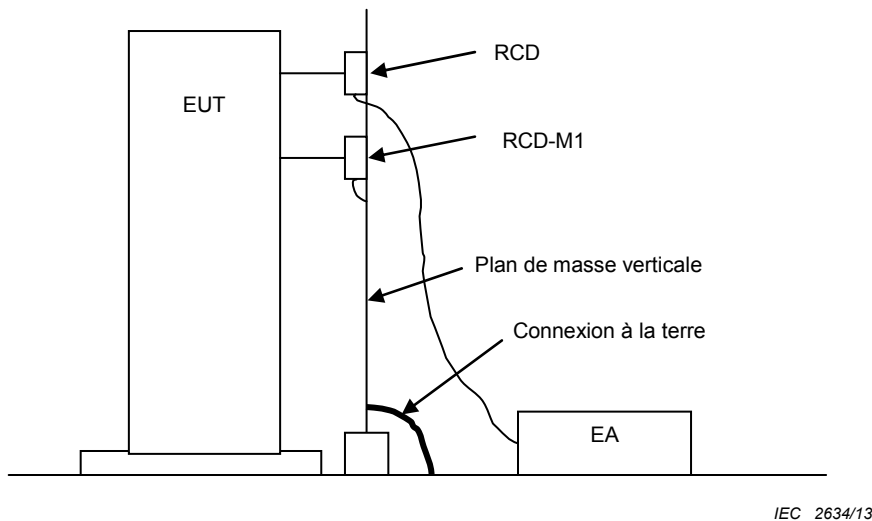 RCD
EUT
RCD-M1
Plan de masse verticale
Connexion à la terre
EA
IEC 2634/13